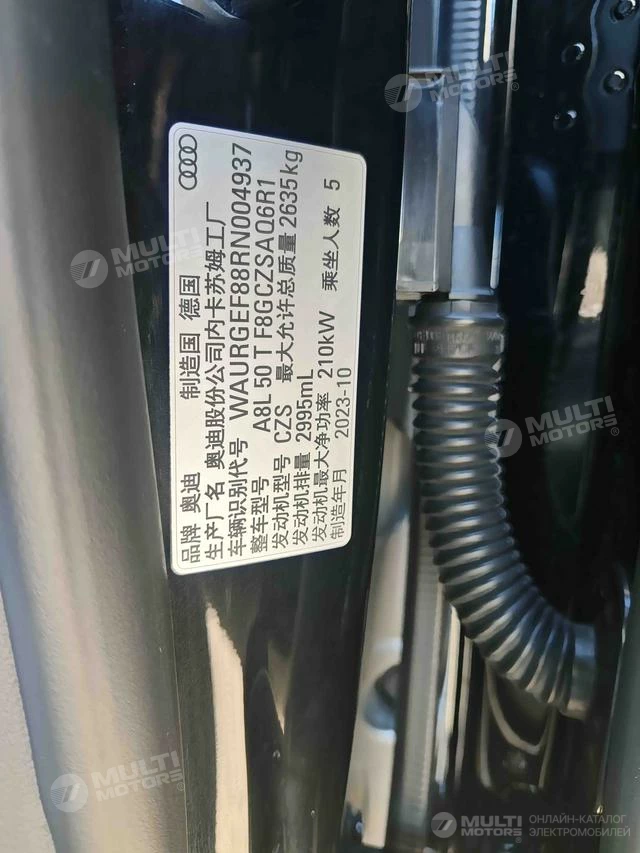 品牌 奥迪 制造国 德国
生产厂名 奥迪股份公司内卡苏姆工厂
车辆识别代号 WAURGEF88RN004937
整车型号 A8L 50 T F8GCZSAQ6R1
发动机型号 CZS 最大允许总质量 2635kg
发动机排量 2995mL
发动机最大净功率 210kW 乘坐人数 5
制造年月 2023-10
MULTI
MOTORS®
MULTI
MOTORS®
MULTI
MOTORS®
MULTI
MOTORS®
MULTI
MOTORS®
ОНЛАЙН-КАТАЛОГ
ЭЛЕКТРОМОБИЛЕЙ